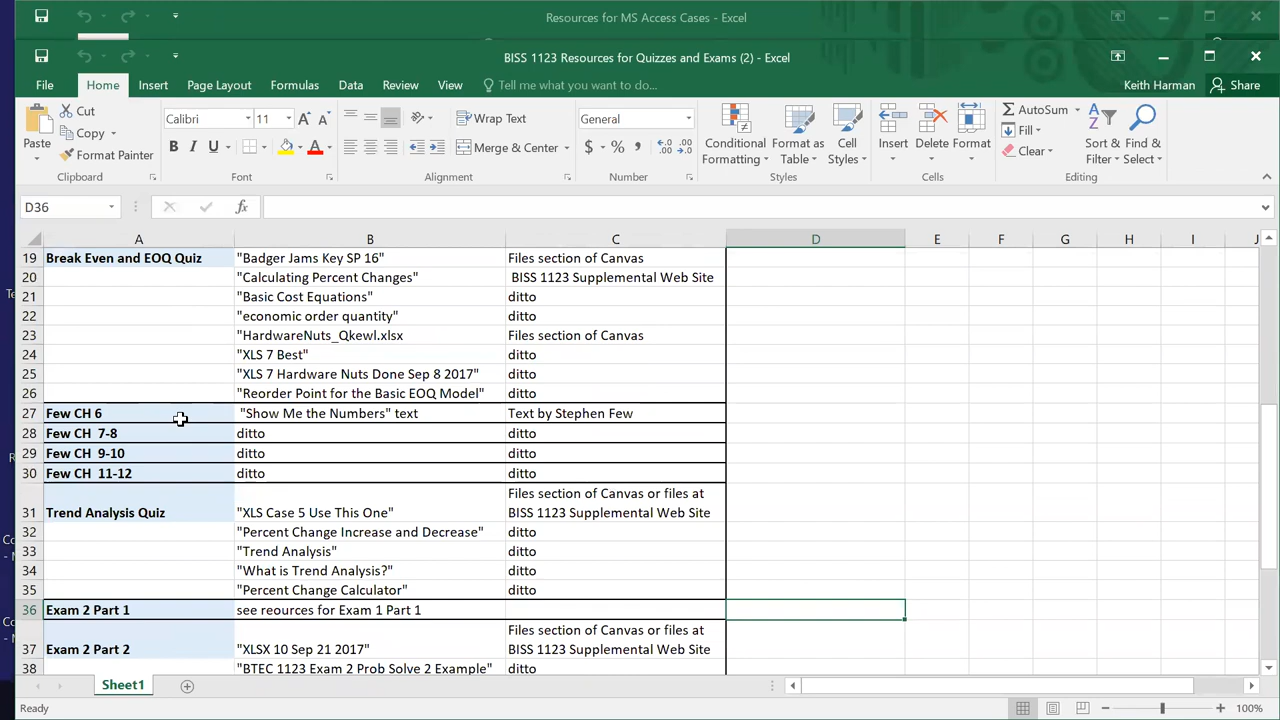 Resources for MS Access Cases - Excel
BISS 1123 Resources for Quizzes and Exams (2) - Excel
File Home Insert Page Layout Formulas Data Review View Tell me what you want to do... Keith Harman Share
Paste
Cut
Copy
Format Painter
Clipboard
Calibri 11
B I U
Font
Wrap Text
Merge & Center
Alignment
General
$ % ,
Number
Conditional Formatting
Format as Table
Cell Styles
Styles
Insert Delete Format
Cells
AutoSum
Fill
Clear
Sort & Filter
Find & Select
Editing
D36 fx
A B C D E F G H I J
19 Break Even and EOQ Quiz "Badger Jams Key SP 16" Files section of Canvas
20 "Calculating Percent Changes" BISS 1123 Supplemental Web Site
21 "Basic Cost Equations" ditto
22 "economic order quantity" ditto
23 "HardwareNuts_Qkewl.xlsx Files section of Canvas
24 "XLS 7 Best" ditto
25 "XLS 7 Hardware Nuts Done Sep 8 2017" ditto
26 "Reorder Point for the Basic EOQ Model" ditto
27 Few CH 6 "Show Me the Numbers" text Text by Stephen Few
28 Few CH 7-8 ditto ditto
29 Few CH 9-10 ditto ditto
30 Few CH 11-12 ditto ditto
Files section of Canvas or files at
31 Trend Analysis Quiz "XLS Case 5 Use This One" BISS 1123 Supplemental Web Site
32 "Percent Change Increase and Decrease" ditto
33 "Trend Analysis" ditto
34 "What is Trend Analysis?" ditto
35 "Percent Change Calculator" ditto
36 Exam 2 Part 1 see reources for Exam 1 Part 1
Files section of Canvas or files at
37 Exam 2 Part 2 "XLSX 10 Sep 21 2017" BISS 1123 Supplemental Web Site
38 "BTEC 1123 Exam 2 Prob Solve 2 Example" ditto
Sheet1
Ready 100%